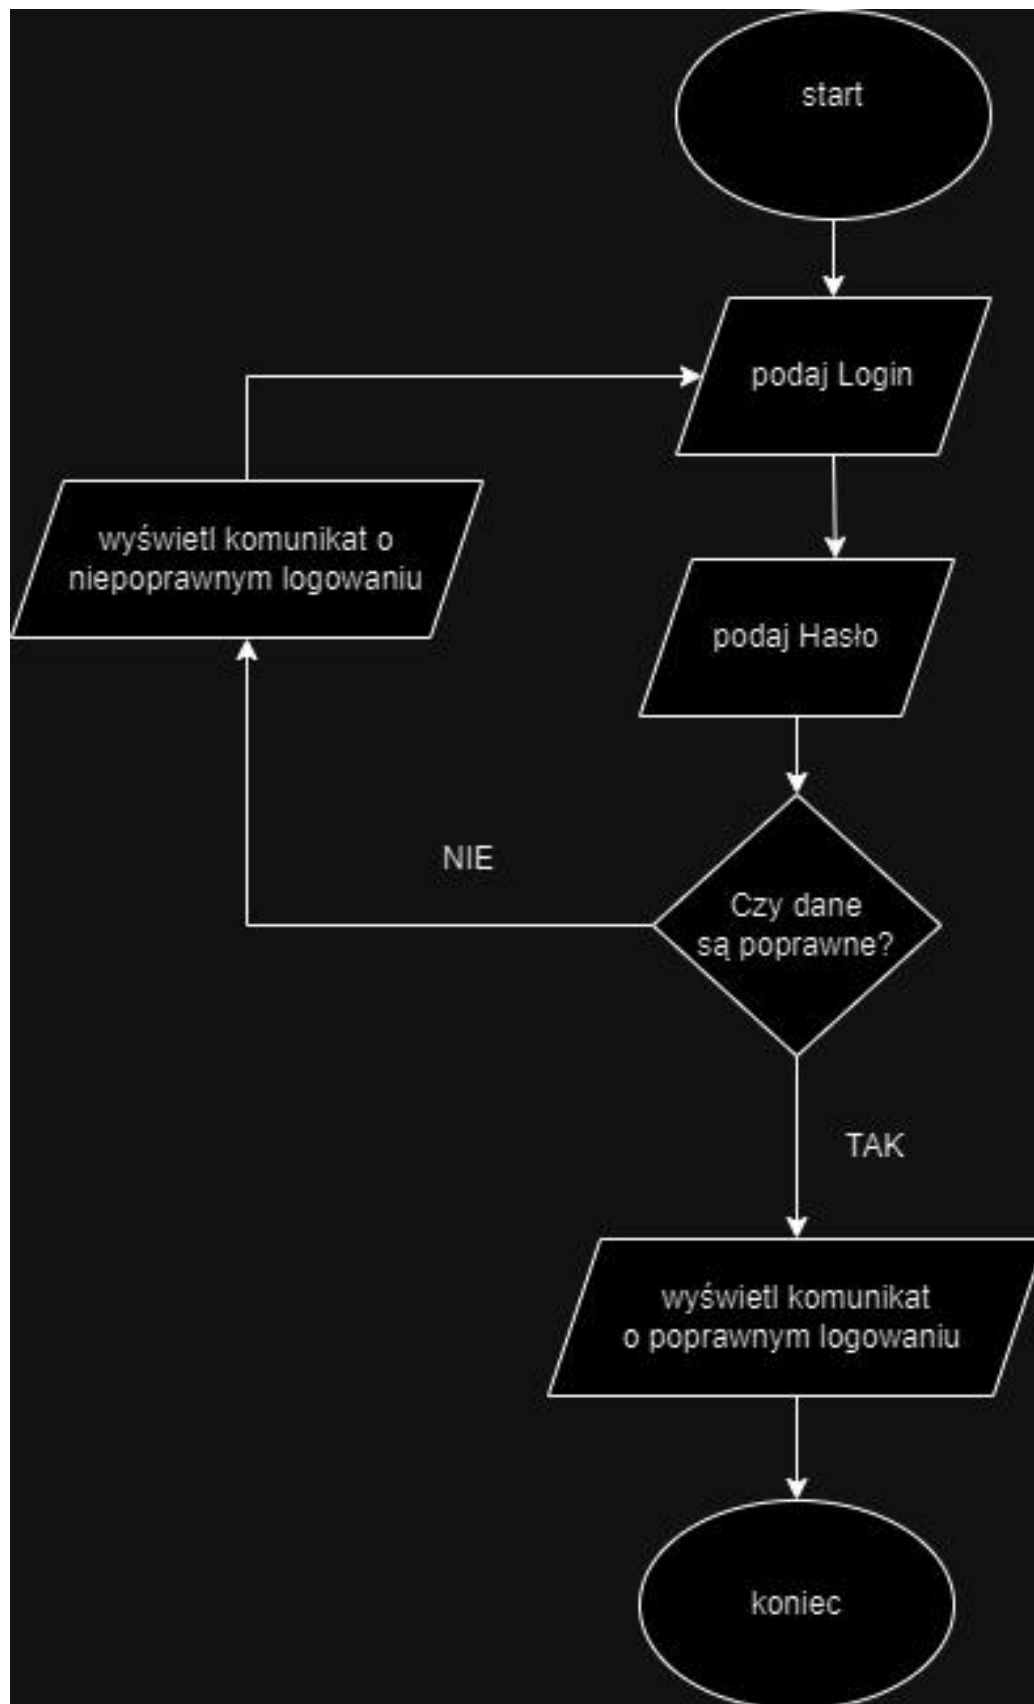 start
podaj Login
wyświetl komunikat o
niepoprawnym logowaniu
podaj Hasło
NIE
Czy dane
są poprawne?
TAK
wyświetl komunikat
o poprawnym logowaniu
koniec